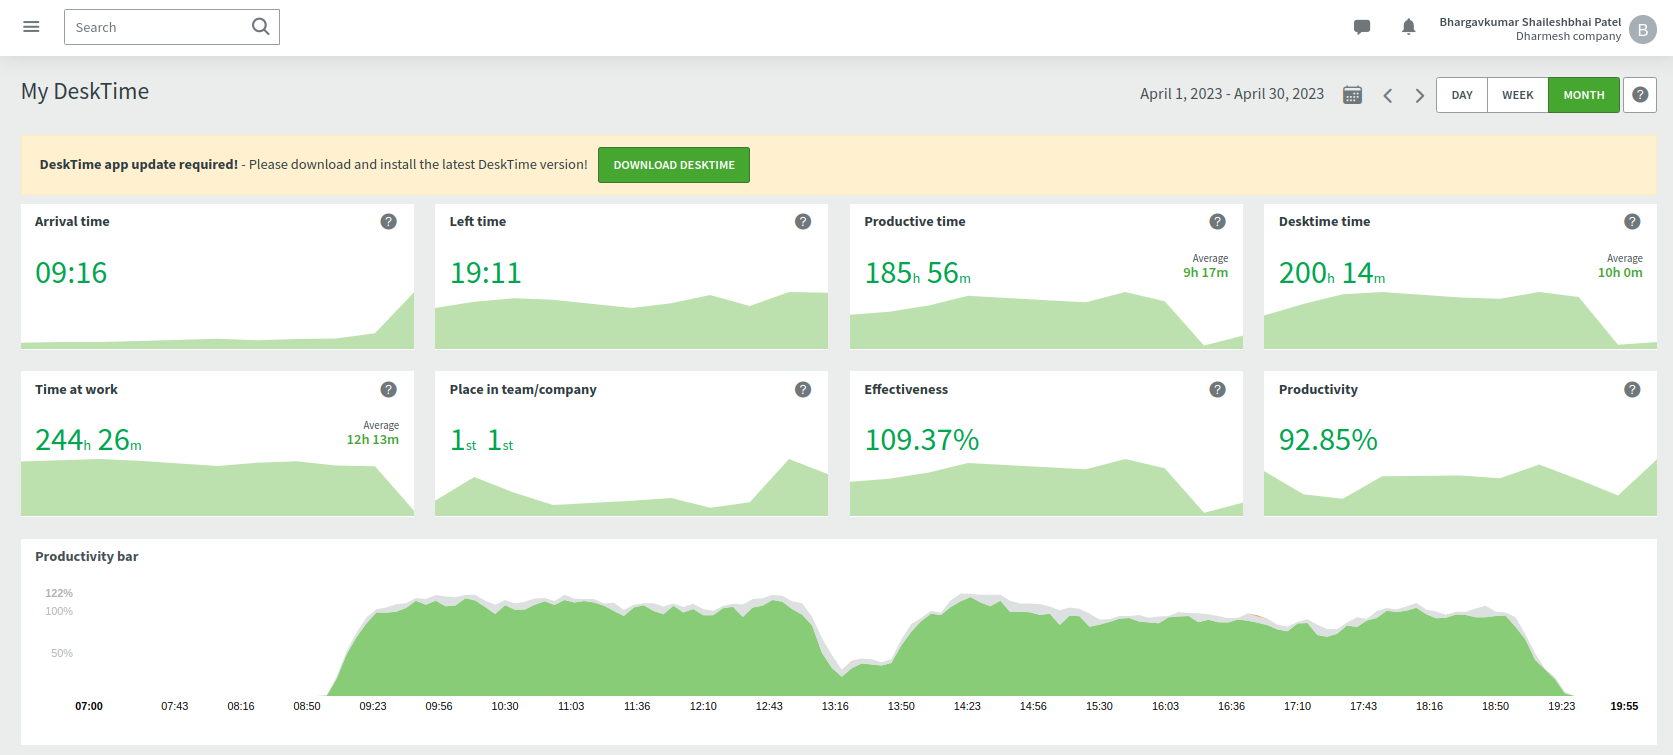 Search
Bhargavkumar Shaileshbhai Patel
Dharmesh company
B
My DeskTime
April 1, 2023 - April 30, 2023
DAY
WEEK
MONTH
?
DeskTime app update required! - Please download and install the latest DeskTime version!
DOWNLOAD DESKTIME
Arrival time
?
09:16
Left time
?
19:11
Productive time
?
185h 56m
Average
9h 17m
Desktime time
?
200h 14m
Average
10h 0m
Time at work
?
244h 26m
Average
12h 13m
Place in team/company
?
1st 1st
Effectiveness
?
109.37%
Productivity
?
92.85%
Productivity bar
122%
100%
50%
07:00 07:43 08:16 08:50 09:23 09:56 10:30 11:03 11:36 12:10 12:43 13:16 13:50 14:23 14:56 15:30 16:03 16:36 17:10 17:43 18:16 18:50 19:23 19:55